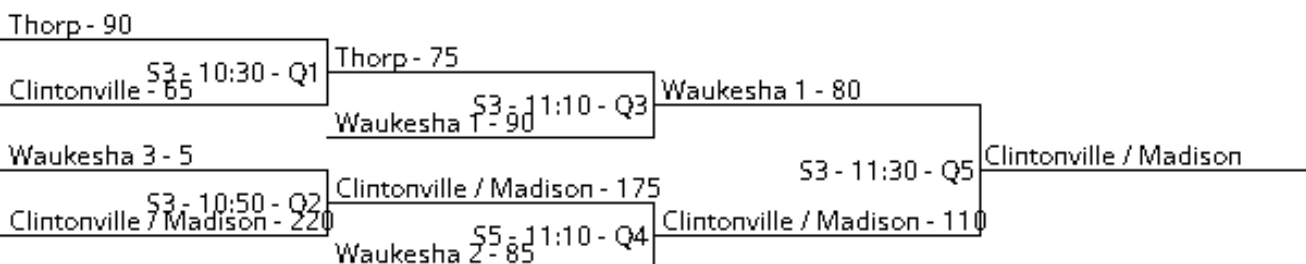 Thorp - 90
S3 - 10:30 - Q1
Clintonville - 65
Thorp - 75
S3 - 11:10 - Q3
Waukesha 1 - 90
Waukesha 1 - 80
Waukesha 3 - 5
S3 - 10:50 - Q2
Clintonville / Madison - 220
Clintonville / Madison - 175
S5 - 11:10 - Q4
Waukesha 2 - 85
Clintonville / Madison - 110
S3 - 11:30 - Q5
Clintonville / Madison